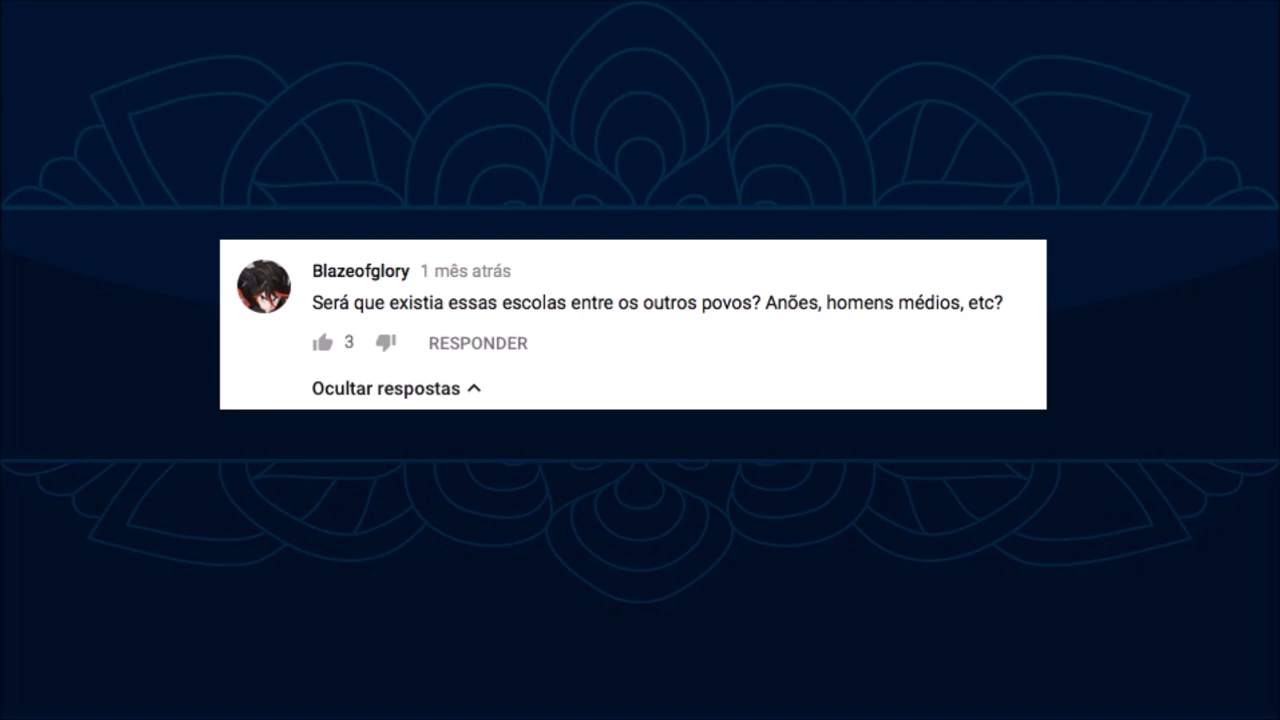 Blazeofglory 1 mês atrás
Será que existia essas escolas entre os outros povos? Anões, homens médios, etc?
3 RESPONDER
Ocultar respostas